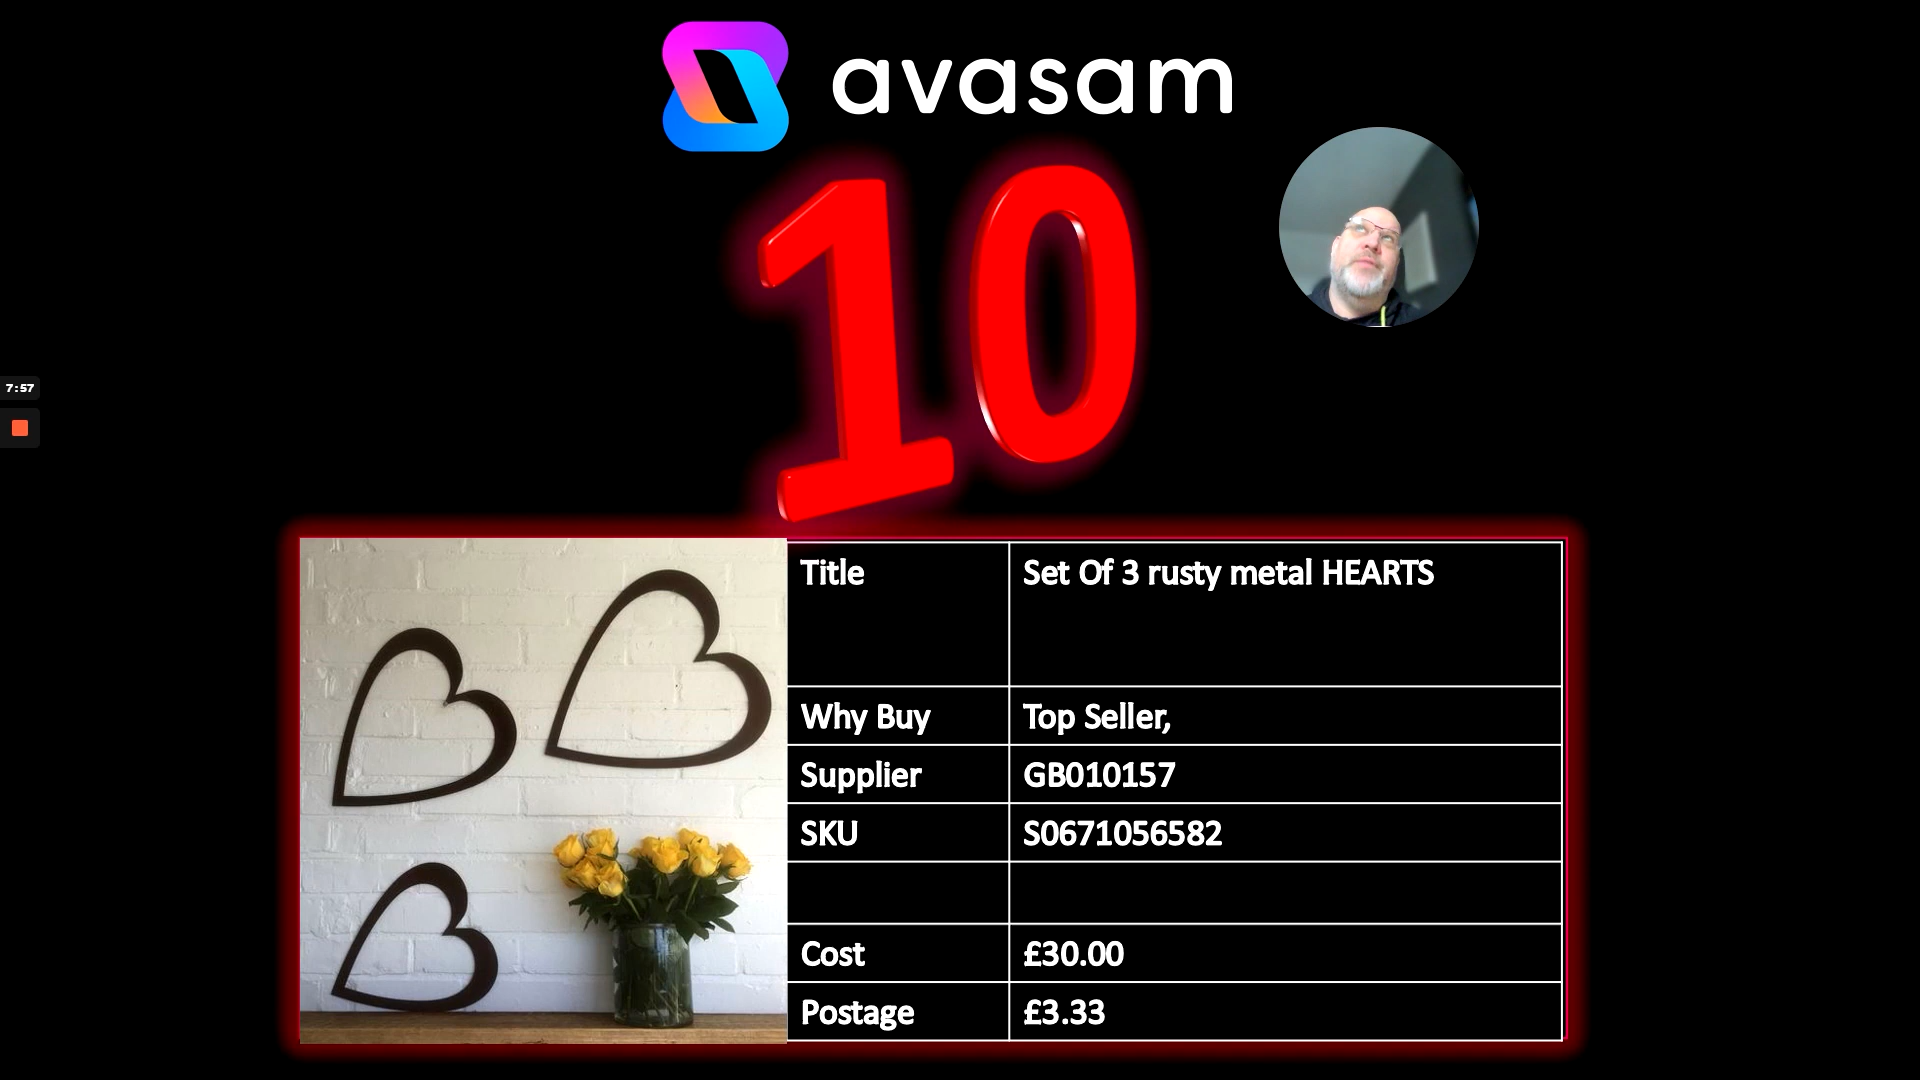 avasam
10
7:57
Title Set Of 3 rusty metal HEARTS
Why Buy Top Seller,
Supplier GB010157
SKU S0671056582
Cost £30.00
Postage £3.33